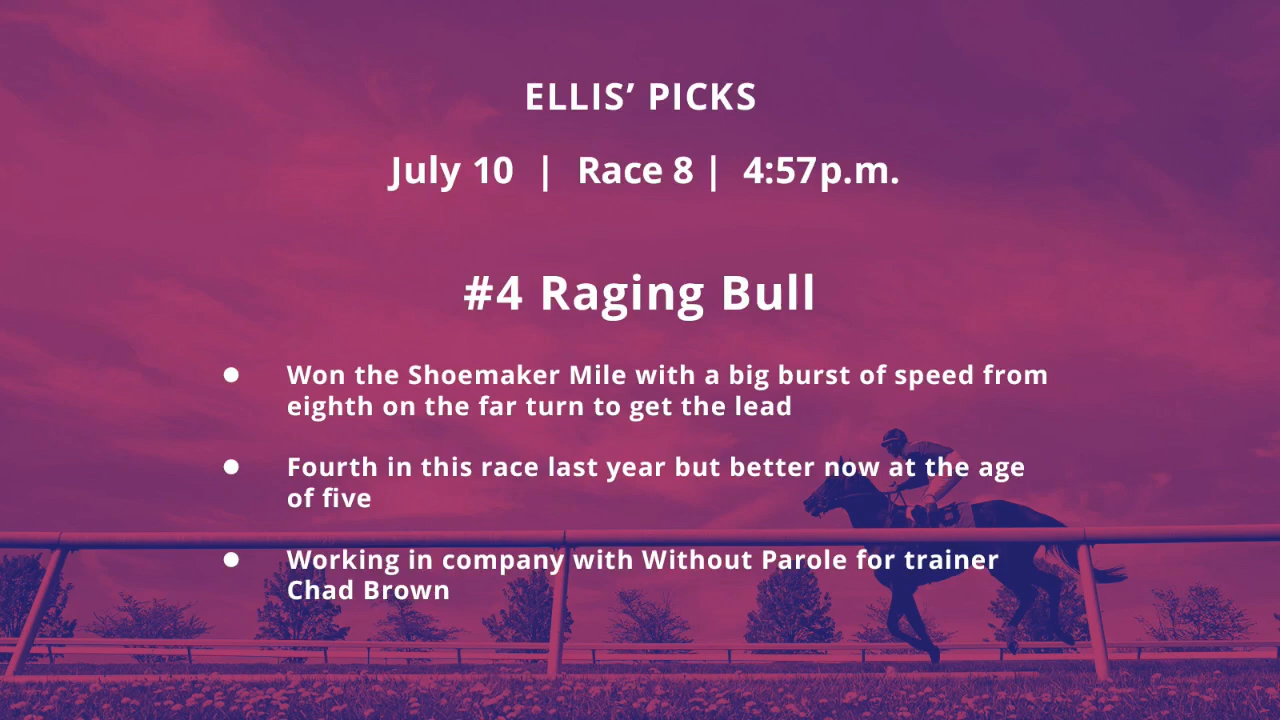 ELLIS’ PICKS
July 10 | Race 8 | 4:57p.m.
#4 Raging Bull
● Won the Shoemaker Mile with a big burst of speed from
eighth on the far turn to get the lead
● Fourth in this race last year but better now at the age
of five
● Working in company with Without Parole for trainer
Chad Brown